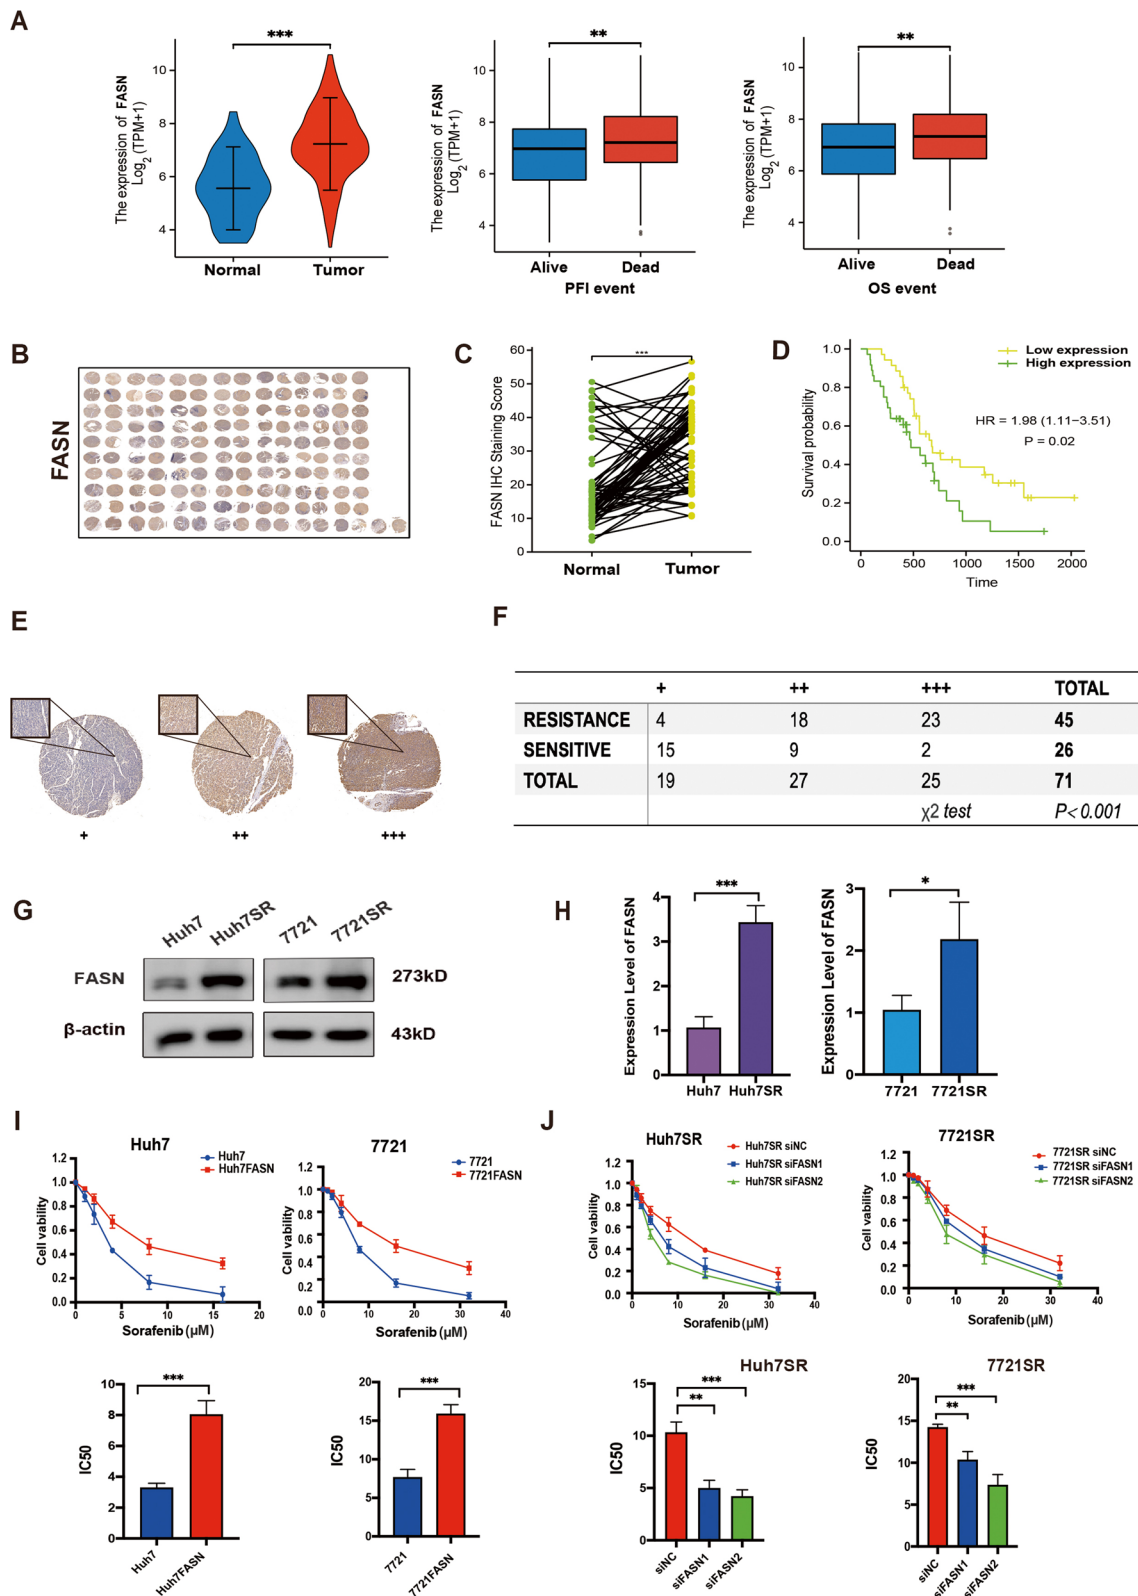 A
The expression of FASN
Log2 (TPM+1)
10
8
6
4
***
Normal
Tumor
The expression of FASN
Log2 (TPM+1)
10
8
6
4
**
Alive
Dead
PFI event
The expression of FASN
Log2 (TPM+1)
10
8
6
4
**
Alive
Dead
OS event
B
FASN
C
FASN IHC Staining Score
60
50
40
30
20
10
0
***
Normal
Tumor
D
Survival probability
1.0
0.8
0.6
0.4
0.2
0.0
Low expression
High expression
HR = 1.98 (1.11−3.51)
P = 0.02
0 500 1000 1500 2000
Time
E
+
++
+++
F
+ ++ +++ TOTAL
RESISTANCE 4 18 23 45
SENSITIVE 15 9 2 26
TOTAL 19 27 25 71
χ2 test P< 0.001
G
Huh7 Huh7SR 7721 7721SR
FASN 273kD
β-actin 43kD
H
Expression Level of FASN
4
3
2
1
0
***
Huh7 Huh7SR
Expression Level of FASN
3
2
1
0
*
7721 7721SR
I
Huh7
Huh7
Huh7FASN
Cell vability
1.2
1.0
0.8
0.6
0.4
0.2
0.0
0 5 10 15 20
Sorafenib (μM)
7721
7721
7721FASN
Cell vability
1.2
1.0
0.8
0.6
0.4
0.2
0.0
0 10 20 30 40
Sorafenib (μM)
IC50
10
8
6
4
2
0
***
Huh7
Huh7FASN
IC50
20
15
10
5
0
***
7721
7721FASN
J
Huh7SR
Huh7SR siNC
Huh7SR siFASN1
Huh7SR siFASN2
Cell vability
1.2
1.0
0.8
0.6
0.4
0.2
0.0
0 10 20 30 40
Sorafenib (μM)
7721SR
7721SR siNC
7721SR siFASN1
7721SR siFASN2
Cell vability
1.2
1.0
0.8
0.6
0.4
0.2
0.0
0 10 20 30 40
Sorafenib (μM)
Huh7SR
IC50
15
10
5
0
***
**
siNC
siFASN1
siFASN2
7721SR
IC50
20
15
10
5
0
***
**
siNC
siFASN1
siFASN2